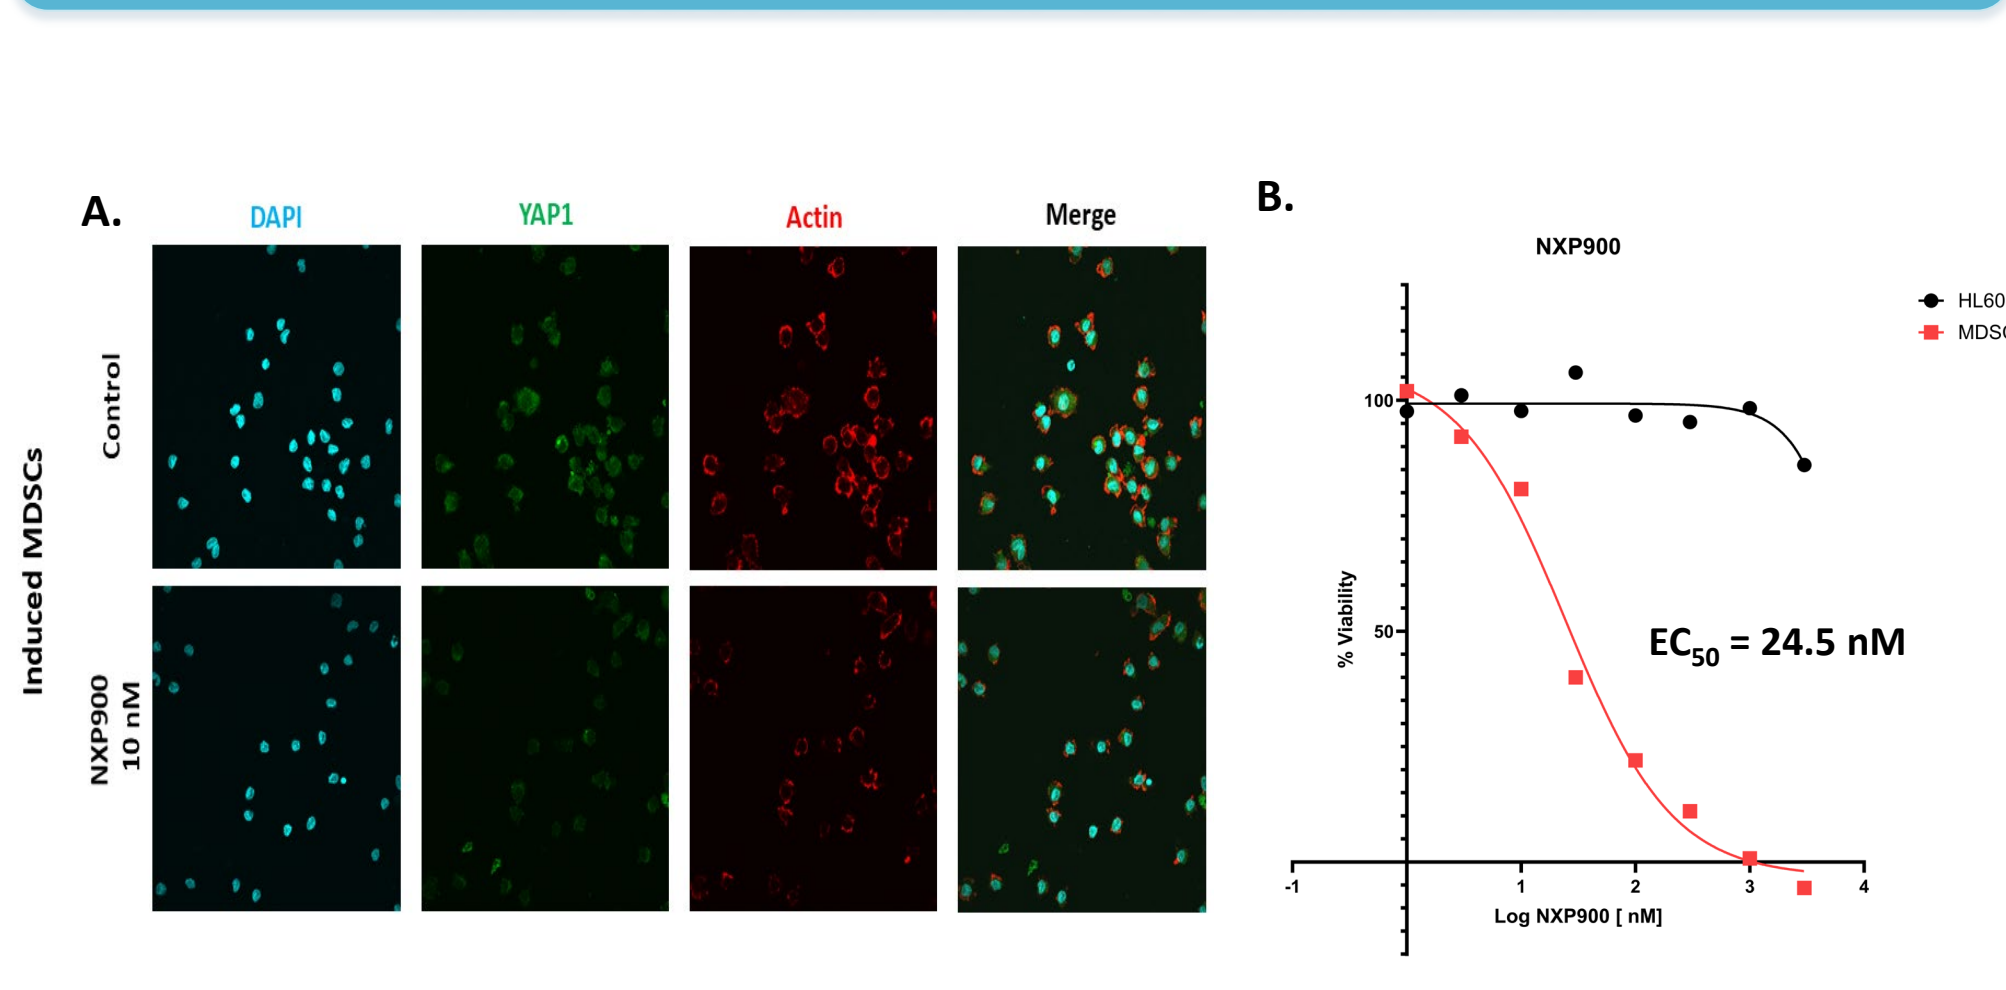 A.
DAPI
YAP1
Actin
Merge
Induced MDSCs
Control
NXP900
10 nM
B.
NXP900
HL60
MDSC
100
50
% Viability
EC50 = 24.5 nM
-1
1
2
3
4
Log NXP900 [ nM]